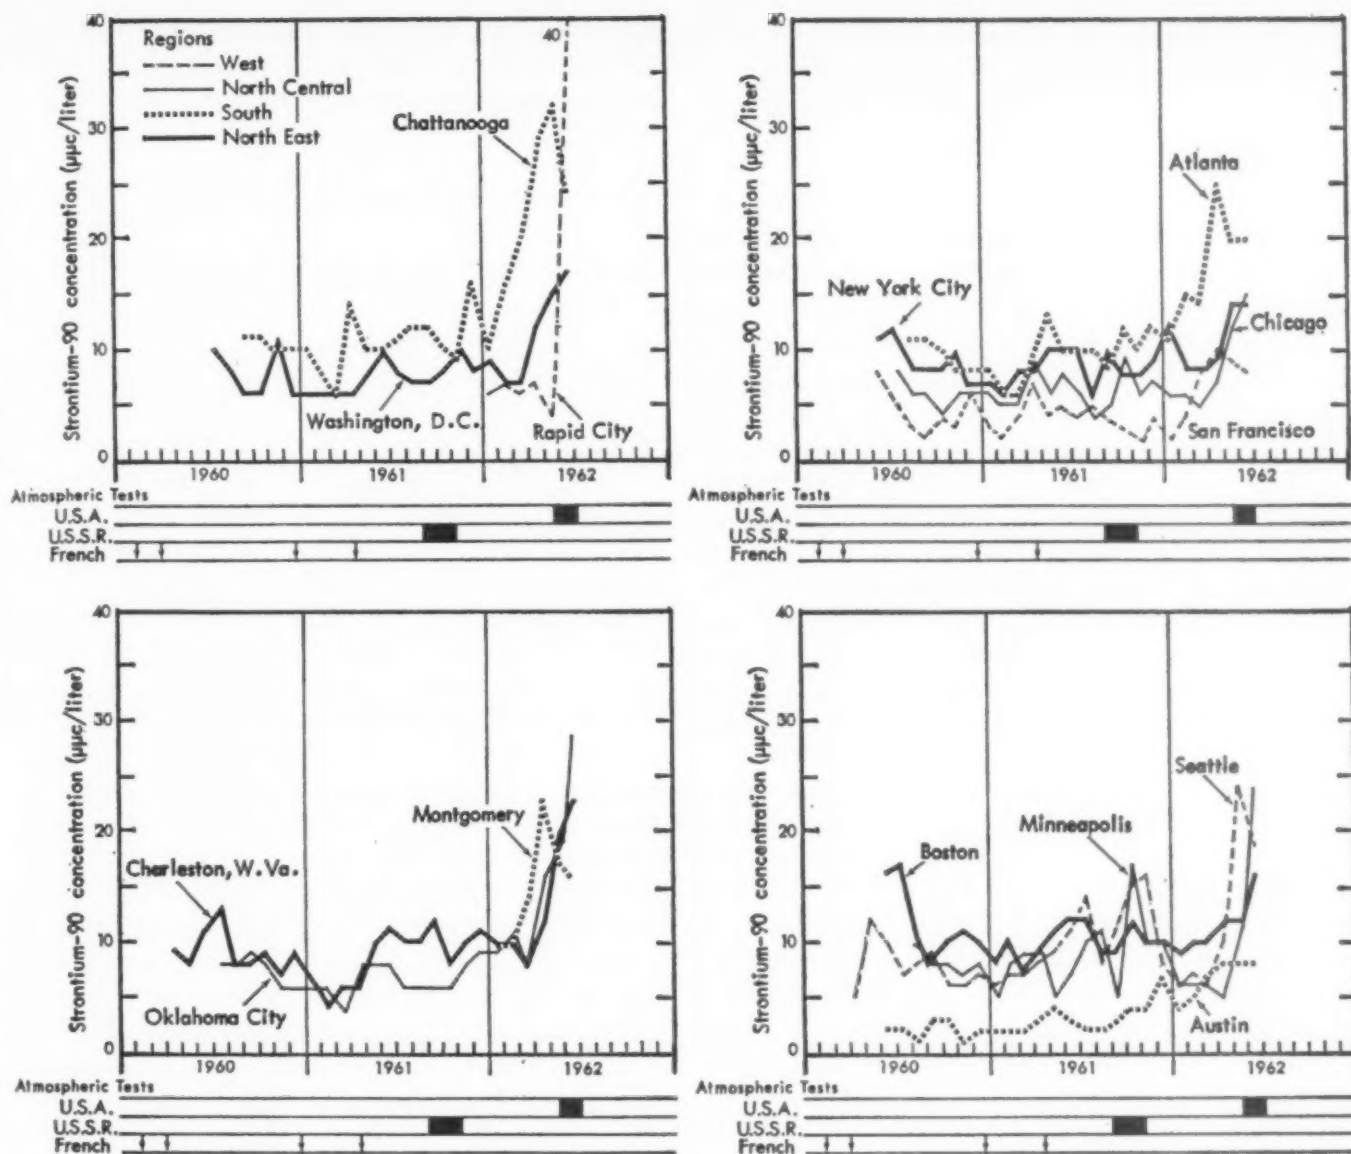 40
30
20
10
0
Strontium-90 concentration (μμc/liter)
Regions
West
North Central
South
North East
40
Chattanooga
Washington, D.C.
Rapid City
1960
1961
1962
Atmospheric Tests
U.S.A.
U.S.S.R.
French
40
30
20
10
0
Strontium-90 concentration (μμc/liter)
New York City
Atlanta
Chicago
San Francisco
1960
1961
1962
Atmospheric Tests
U.S.A.
U.S.S.R.
French
40
30
20
10
0
Strontium-90 concentration (μμc/liter)
Montgomery
Charleston, W.Va.
Oklahoma City
1960
1961
1962
Atmospheric Tests
U.S.A.
U.S.S.R.
French
40
30
20
10
0
Strontium-90 concentration (μμc/liter)
Seattle
Minneapolis
Boston
Austin
1960
1961
1962
Atmospheric Tests
U.S.A.
U.S.S.R.
French